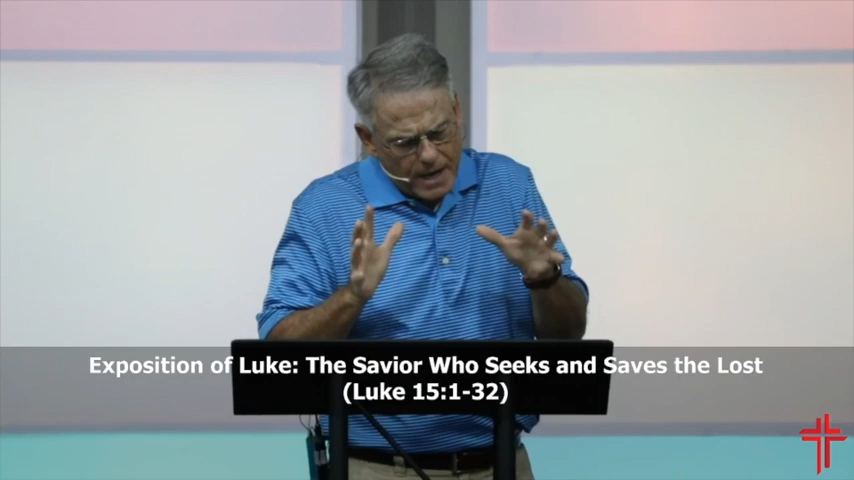 Exposition of Luke: The Savior Who Seeks and Saves the Lost
(Luke 15:1-32)